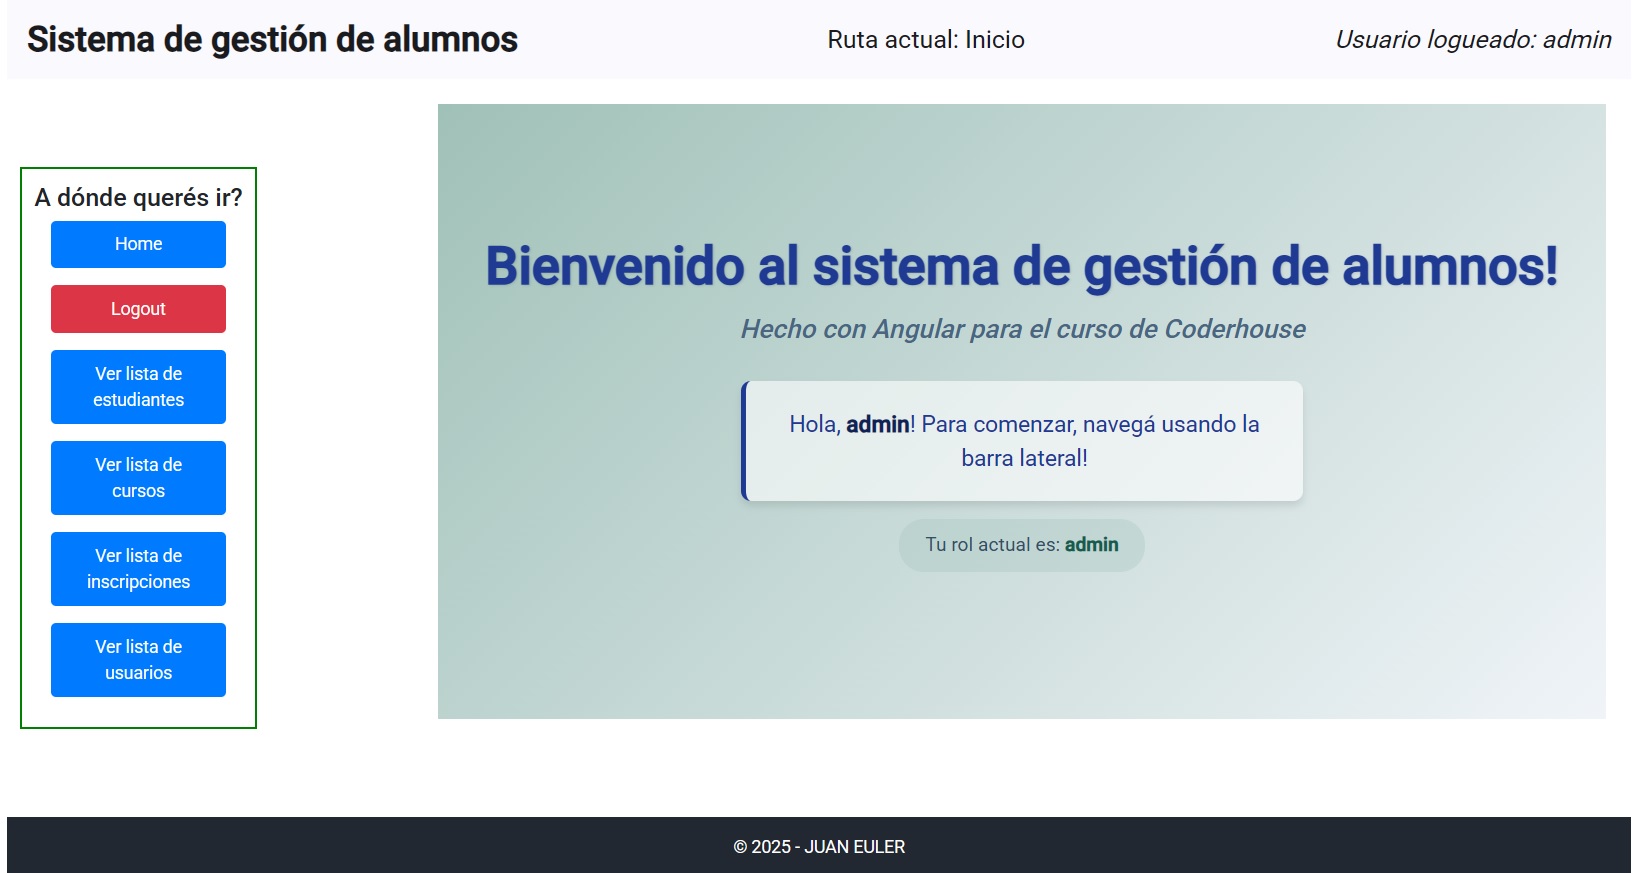 Sistema de gestión de alumnos
Ruta actual: Inicio
Usuario logueado: admin
A dónde querés ir?
Home
Logout
Ver lista de
estudiantes
Ver lista de
cursos
Ver lista de
inscripciones
Ver lista de
usuarios
Bienvenido al sistema de gestión de alumnos!
Hecho con Angular para el curso de Coderhouse
Hola, admin! Para comenzar, navegá usando la
barra lateral!
Tu rol actual es: admin
© 2025 - JUAN EULER